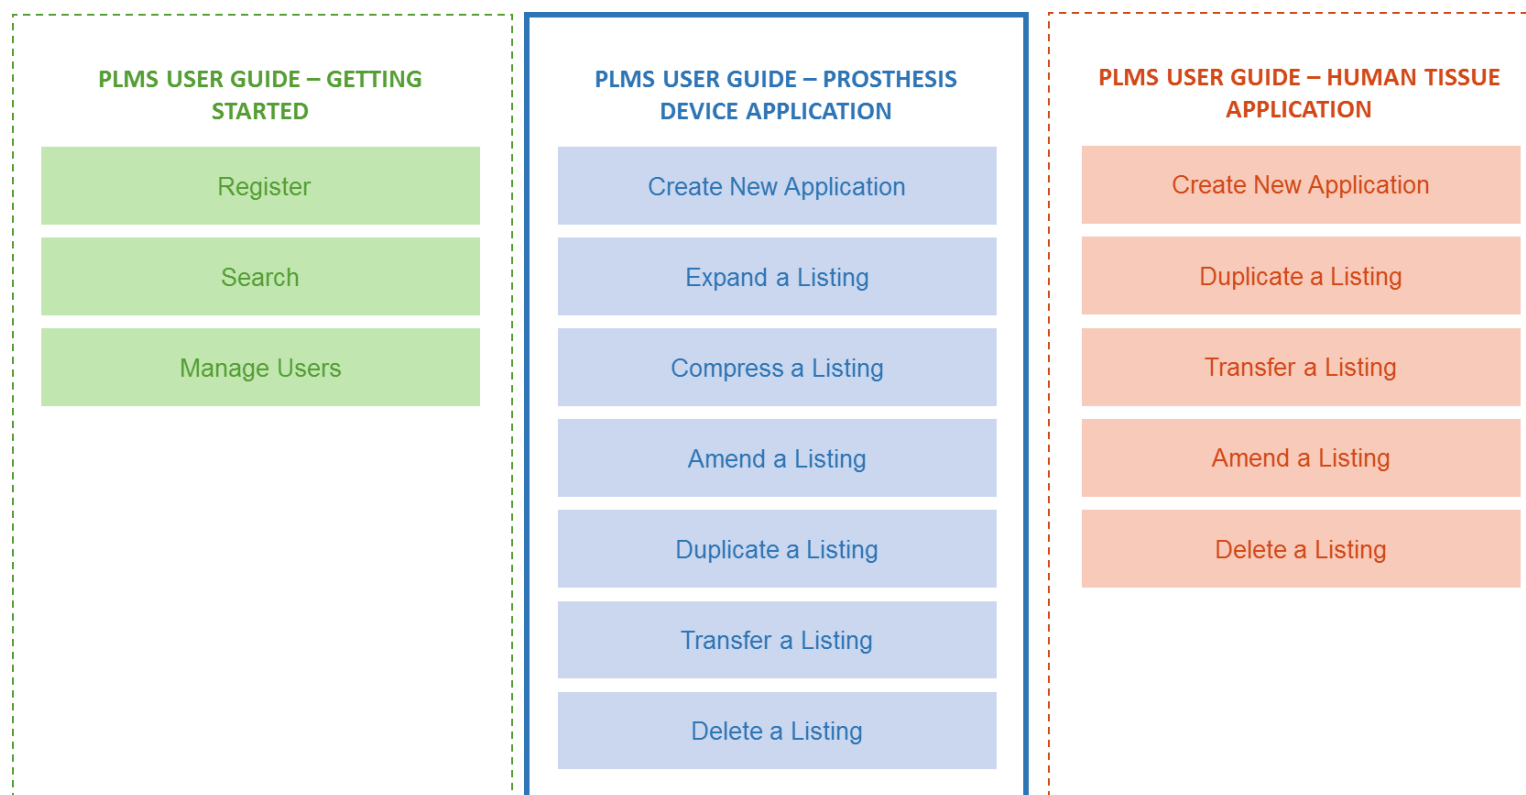 PLMS USER GUIDE – GETTING
STARTED
Register
Search
Manage Users
PLMS USER GUIDE – PROSTHESIS
DEVICE APPLICATION
Create New Application
Expand a Listing
Compress a Listing
Amend a Listing
Duplicate a Listing
Transfer a Listing
Delete a Listing
PLMS USER GUIDE – HUMAN TISSUE
APPLICATION
Create New Application
Duplicate a Listing
Transfer a Listing
Amend a Listing
Delete a Listing